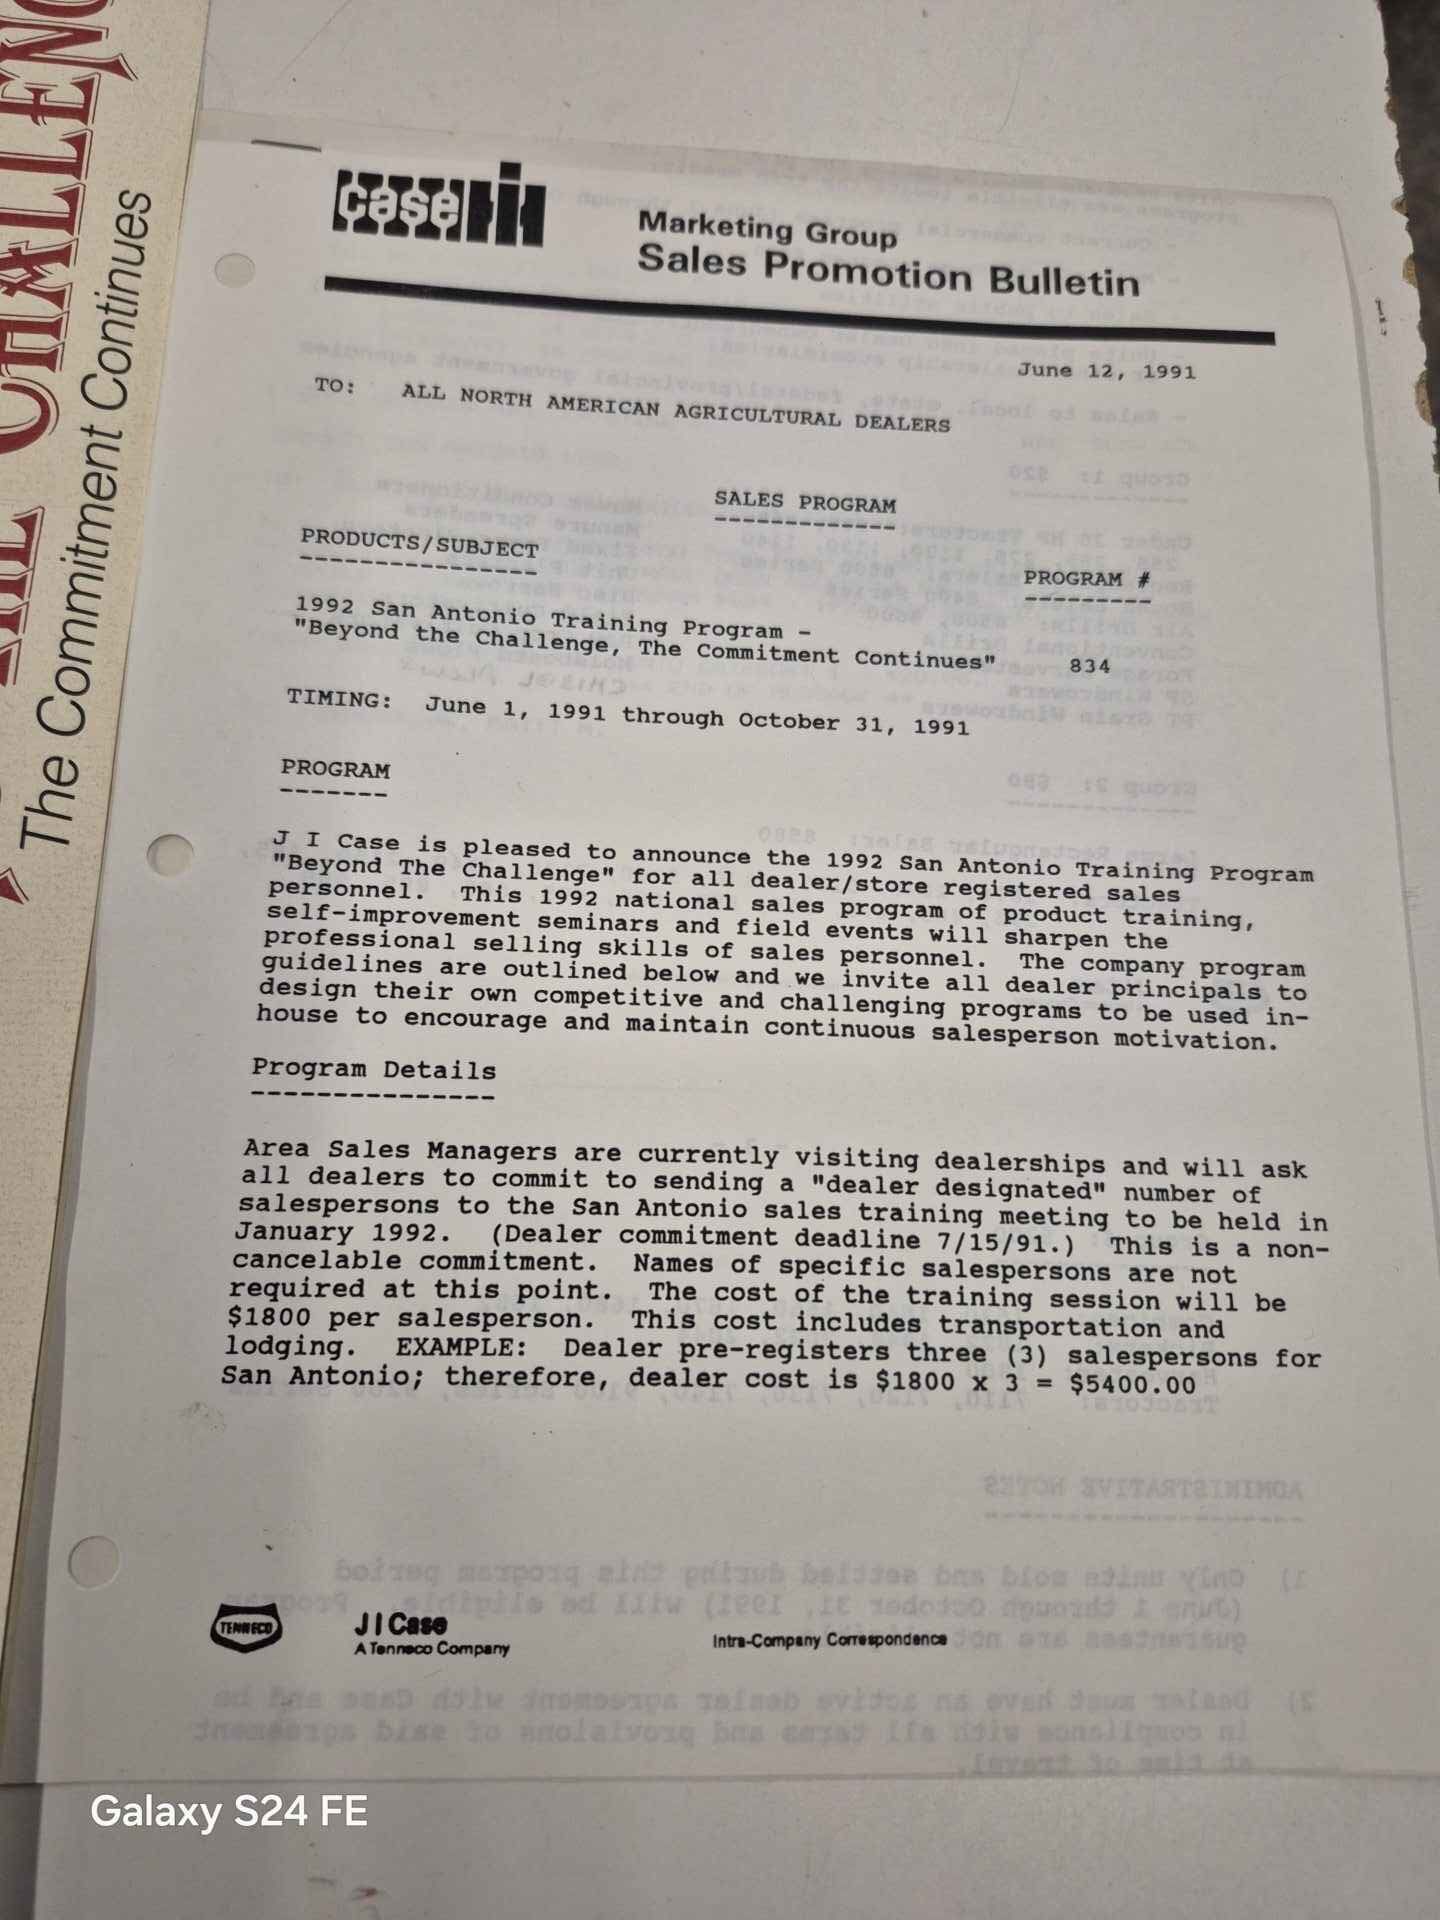 The Commitment Continues
case iH
Marketing Group
Sales Promotion Bulletin
June 12, 1991
TO: ALL NORTH AMERICAN AGRICULTURAL DEALERS
SALES PROGRAM
PRODUCTS/SUBJECT
PROGRAM #
1992 San Antonio Training Program -
"Beyond the Challenge, The Commitment Continues" 834
TIMING: June 1, 1991 through October 31, 1991
PROGRAM
J I Case is pleased to announce the 1992 San Antonio Training Program
"Beyond The Challenge" for all dealer/store registered sales
personnel. This 1992 national sales program of product training,
self-improvement seminars and field events will sharpen the
professional selling skills of sales personnel. The company program
guidelines are outlined below and we invite all dealer principals to
design their own competitive and challenging programs to be used in-
house to encourage and maintain continuous salesperson motivation.
Program Details
Area Sales Managers are currently visiting dealerships and will ask
all dealers to commit to sending a "dealer designated" number of
salespersons to the San Antonio sales training meeting to be held in
January 1992. (Dealer commitment deadline 7/15/91.) This is a non-
cancelable commitment. Names of specific salespersons are not
required at this point. The cost of the training session will be
$1800 per salesperson. This cost includes transportation and
lodging. EXAMPLE: Dealer pre-registers three (3) salespersons for
San Antonio; therefore, dealer cost is $1800 x 3 = $5400.00
TENNECO
J I Case
A Tenneco Company
Intra-Company Correspondence
Galaxy S24 FE